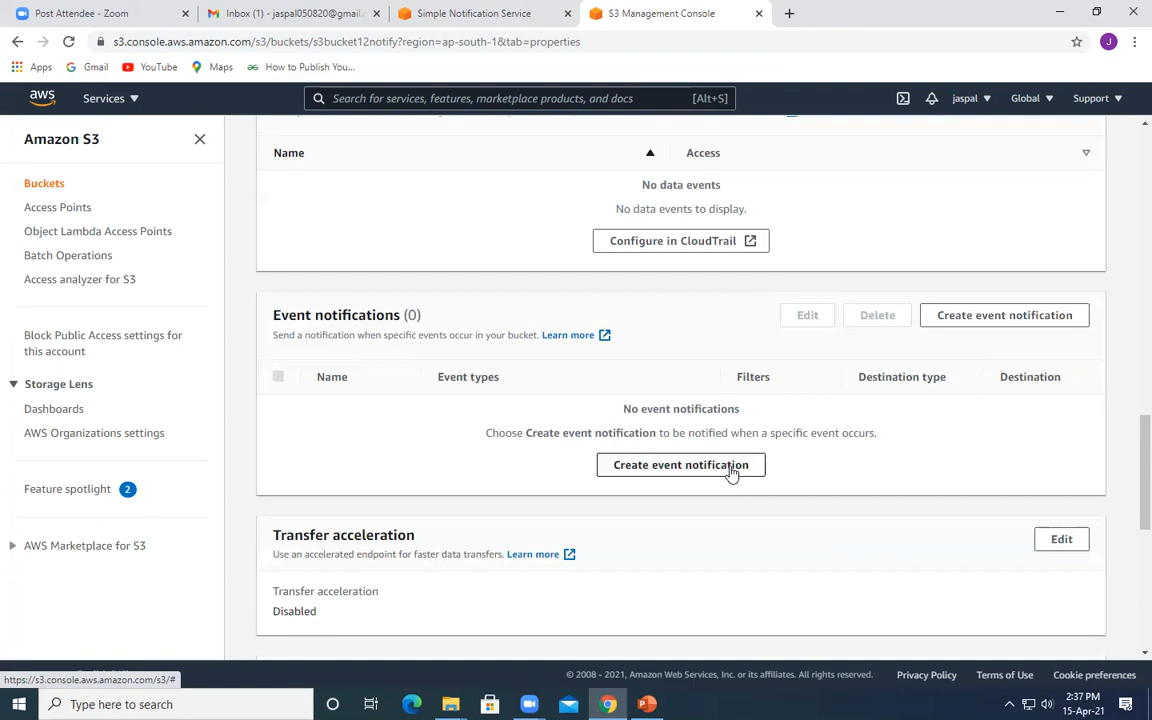 Post Attendee - Zoom
Inbox (1) - jaspal050820@gmail.
Simple Notification Service
S3 Management Console
s3.console.aws.amazon.com/s3/buckets/s3bucket12notify?region=ap-south-1&tab=properties
J
Apps
Gmail
YouTube
Maps
How to Publish You...
aws
Services
Search for services, features, marketplace products, and docs
[Alt+S]
jaspal
Global
Support
Amazon S3
Buckets
Access Points
Object Lambda Access Points
Batch Operations
Access analyzer for S3
Block Public Access settings for
this account
Storage Lens
Dashboards
AWS Organizations settings
Feature spotlight 2
AWS Marketplace for S3
Name
Access
No data events
No data events to display.
Configure in CloudTrail
Event notifications (0)
Edit
Delete
Create event notification
Send a notification when specific events occur in your bucket. Learn more
Name
Event types
Filters
Destination type
Destination
No event notifications
Choose Create event notification to be notified when a specific event occurs.
Create event notification
Transfer acceleration
Edit
Use an accelerated endpoint for faster data transfers. Learn more
Transfer acceleration
Disabled
https://s3.console.aws.amazon.com/s3/#
© 2008 - 2021, Amazon Web Services, Inc. or its affiliates. All rights reserved.
Privacy Policy
Terms of Use
Cookie preferences
Type here to search
2:37 PM
15-Apr-21